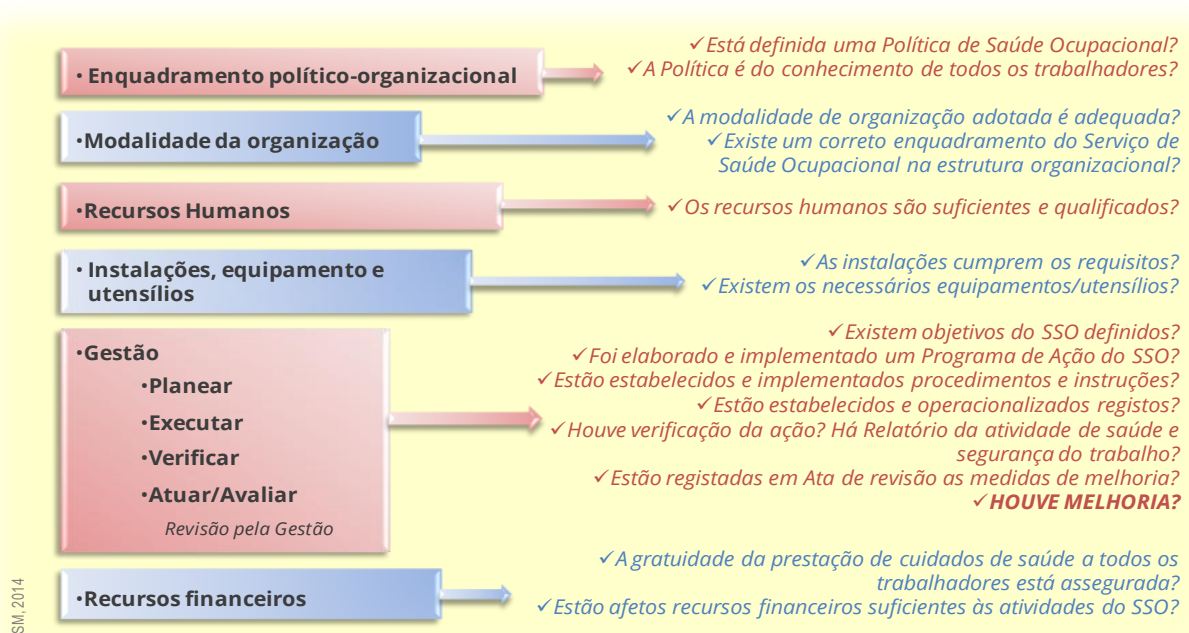 • Enquadramento político-organizacional
✓Está definida uma Política de Saúde Ocupacional?
✓A Política é do conhecimento de todos os trabalhadores?
•Modalidade da organização
✓A modalidade de organização adotada é adequada?
✓Existe um correto enquadramento do Serviço de
Saúde Ocupacional na estrutura organizacional?
•Recursos Humanos
✓Os recursos humanos são suficientes e qualificados?
• Instalações, equipamento e
utensílios
✓As instalações cumprem os requisitos?
✓Existem os necessários equipamentos/utensílios?
•Gestão
•Planear
•Executar
•Verificar
•Atuar/Avaliar
Revisão pela Gestão
✓Existem objetivos do SSO definidos?
✓Foi elaborado e implementado um Programa de Ação do SSO?
✓Estão estabelecidos e implementados procedimentos e instruções?
✓Estão estabelecidos e operacionalizados registos?
✓Houve verificação da ação? Há Relatório da atividade de saúde e
segurança do trabalho?
✓Estão registadas em Ata de revisão as medidas de melhoria?
✓HOUVE MELHORIA?
•Recursos financeiros
✓A gratuidade da prestação de cuidados de saúde a todos os
trabalhadores está assegurada?
✓Estão afetos recursos financeiros suficientes às atividades do SSO?
SM, 2014